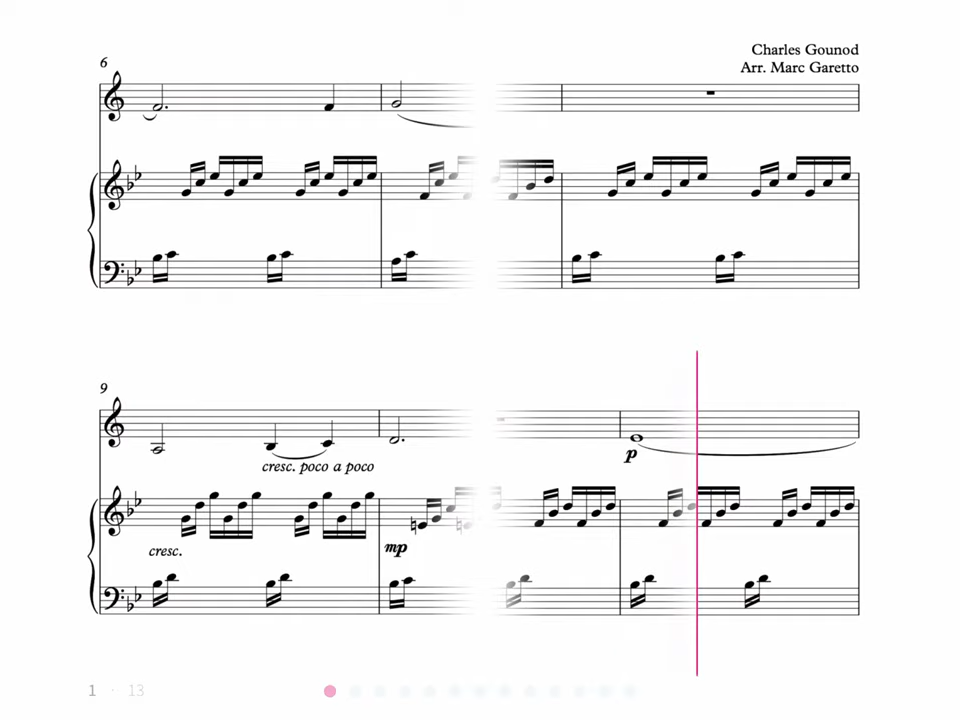 Charles Gounod
6
Arr. Marc Garetto
9
p
cresc. poco a poco
cresc.
mp
1 · 13